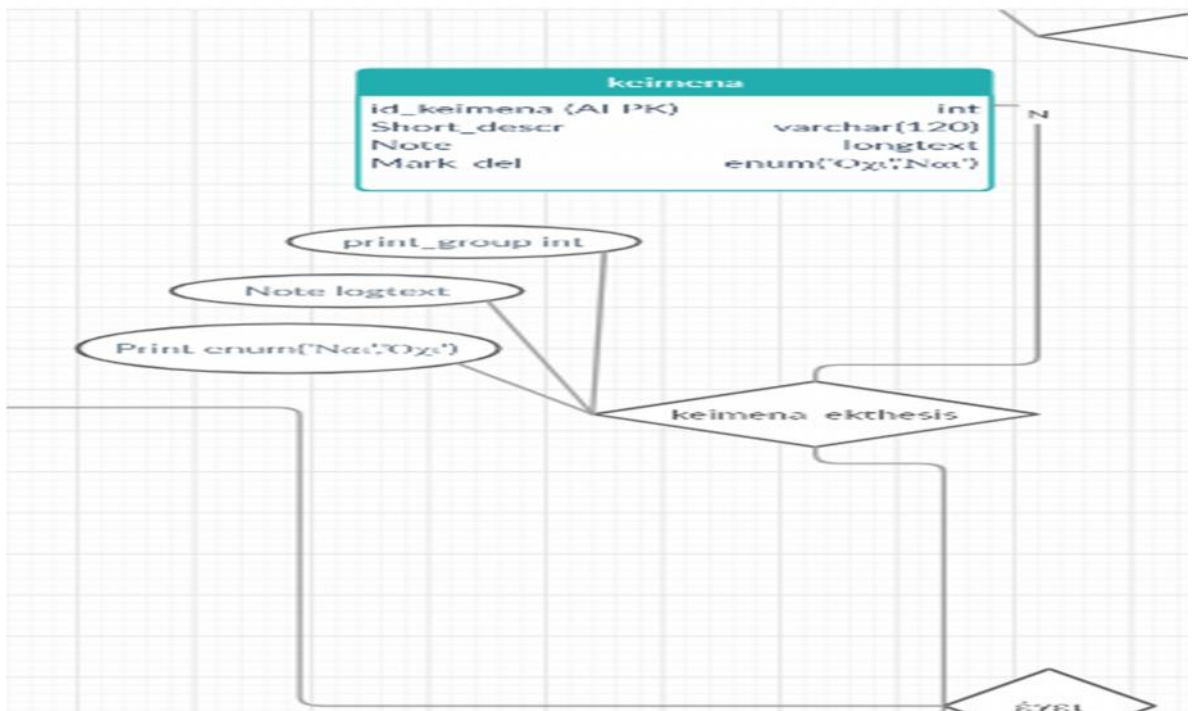 keimena
id_keimena (AI PK) int
Short_descr varchar(120)
Note longtext
Mark_del enum('Όχι','Ναι')
N
print_group int
Note logtext
Print enum('Ναι','Όχι')
keimena_ekthesis